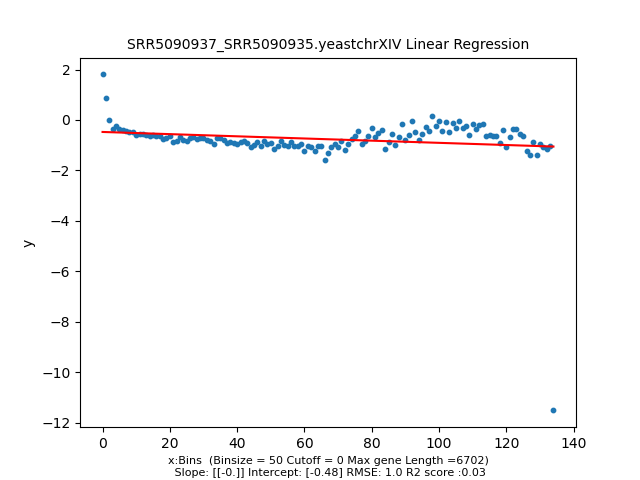 SRR5090937_SRR5090935.yeastchrXIV Linear Regression
2
0
−2
−4
−6
−8
−10
−12
y
0 20 40 60 80 100 120 140
x:Bins  (Binsize = 50 Cutoff = 0 Max gene Length =6702)
Slope: [[-0.]] Intercept: [-0.48] RMSE: 1.0 R2 score :0.03